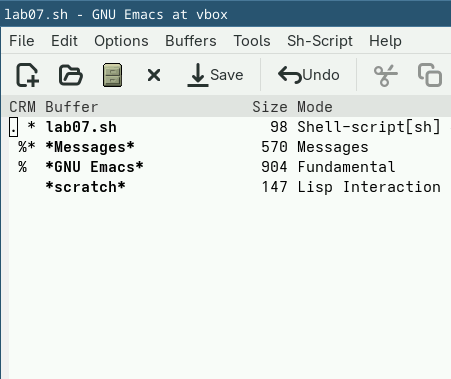 lab07.sh - GNU Emacs at vbox
File Edit Options Buffers Tools Sh-Script Help
Save Undo
CRM Buffer Size Mode
. * lab07.sh 98 Shell-script[sh]
%* *Messages* 570 Messages
% *GNU Emacs* 904 Fundamental
*scratch* 147 Lisp Interaction